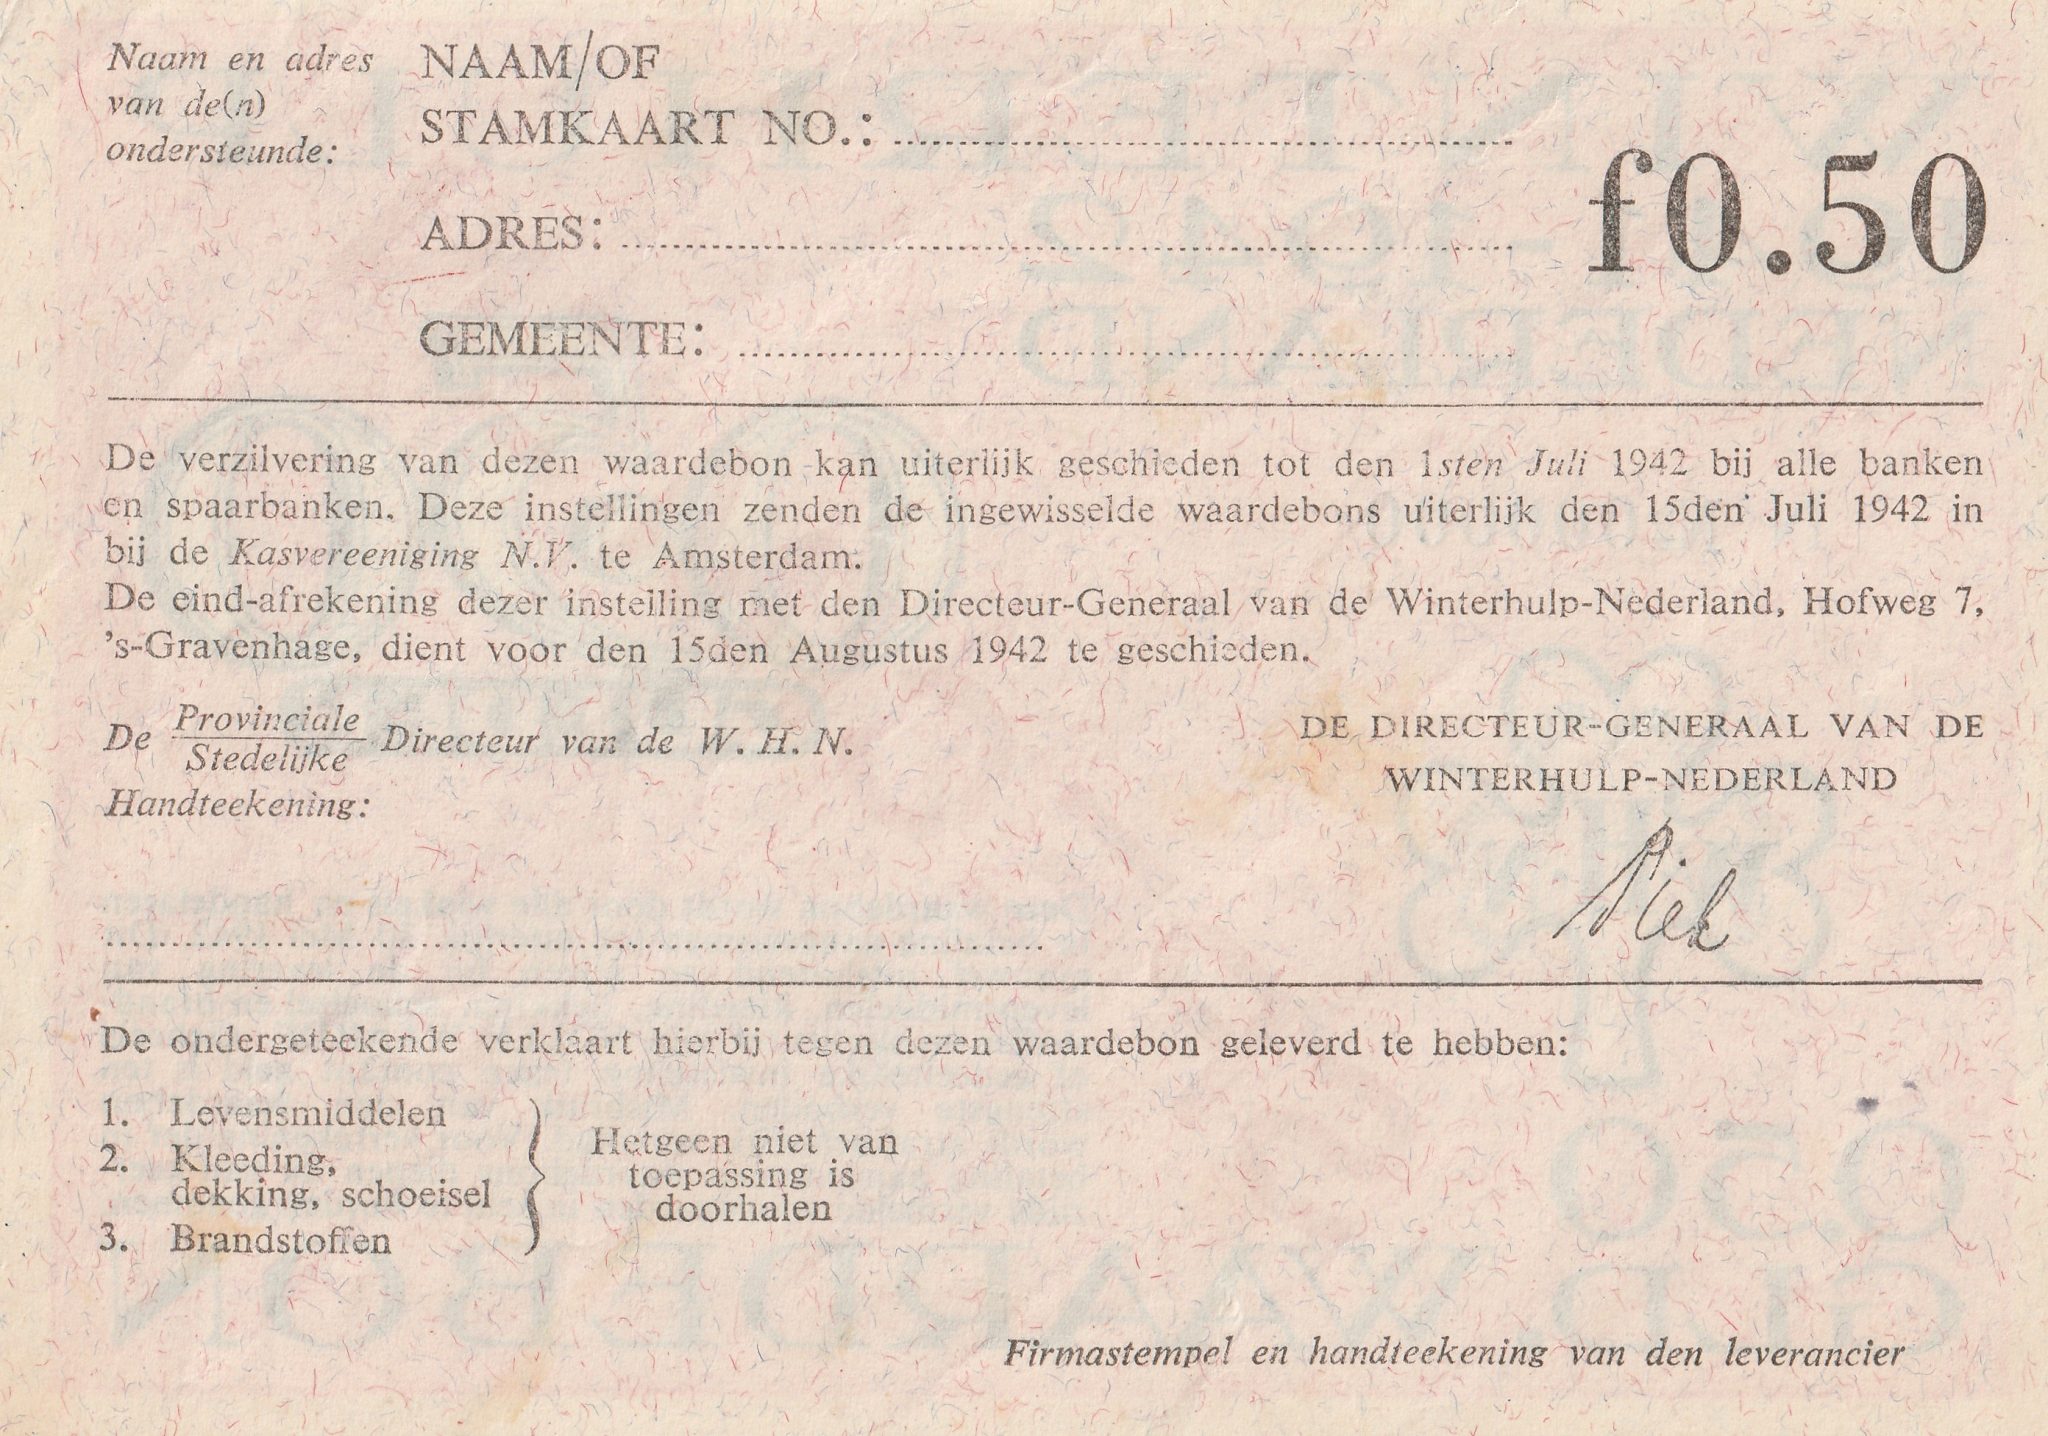 Naam en adres
van de(n)
ondersteunde:
NAAM/OF
STAMKAART NO.:
ADRES:
GEMEENTE:
f0.50
De verzilvering van dezen waardebon kan uiterlijk geschieden tot den 1sten Juli 1942 bij alle banken
en spaarbanken. Deze instellingen zenden de ingewisselde waardebons uiterlijk den 15den Juli 1942 in
bij de Kasvereeniging N.V. te Amsterdam.
De eind-afrekening dezer instelling met den Directeur-Generaal van de Winterhulp-Nederland, Hofweg 7,
's-Gravenhage, dient voor den 15den Augustus 1942 te geschieden.
De Provinciale/Stedelijke Directeur van de W. H. N.
Handteekening:
DE DIRECTEUR-GENERAAL VAN DE
WINTERHULP-NEDERLAND
Piek
De ondergeteekende verklaart hierbij tegen dezen waardebon geleverd te hebben:
1. Levensmiddelen
2. Kleeding,
dekking, schoeisel
3. Brandstoffen
Hetgeen niet van
toepassing is
doorhalen
Firmastempel en handteekening van den leverancier